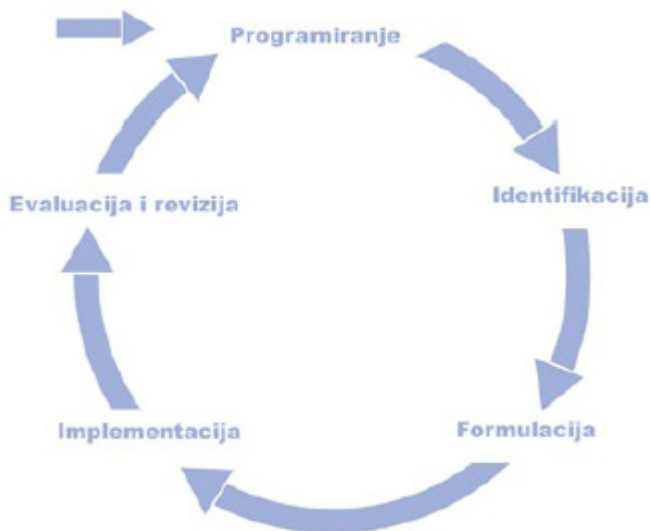 Programiranje
Identifikacija
Formulacija
Implementacija
Evaluacija i revizija